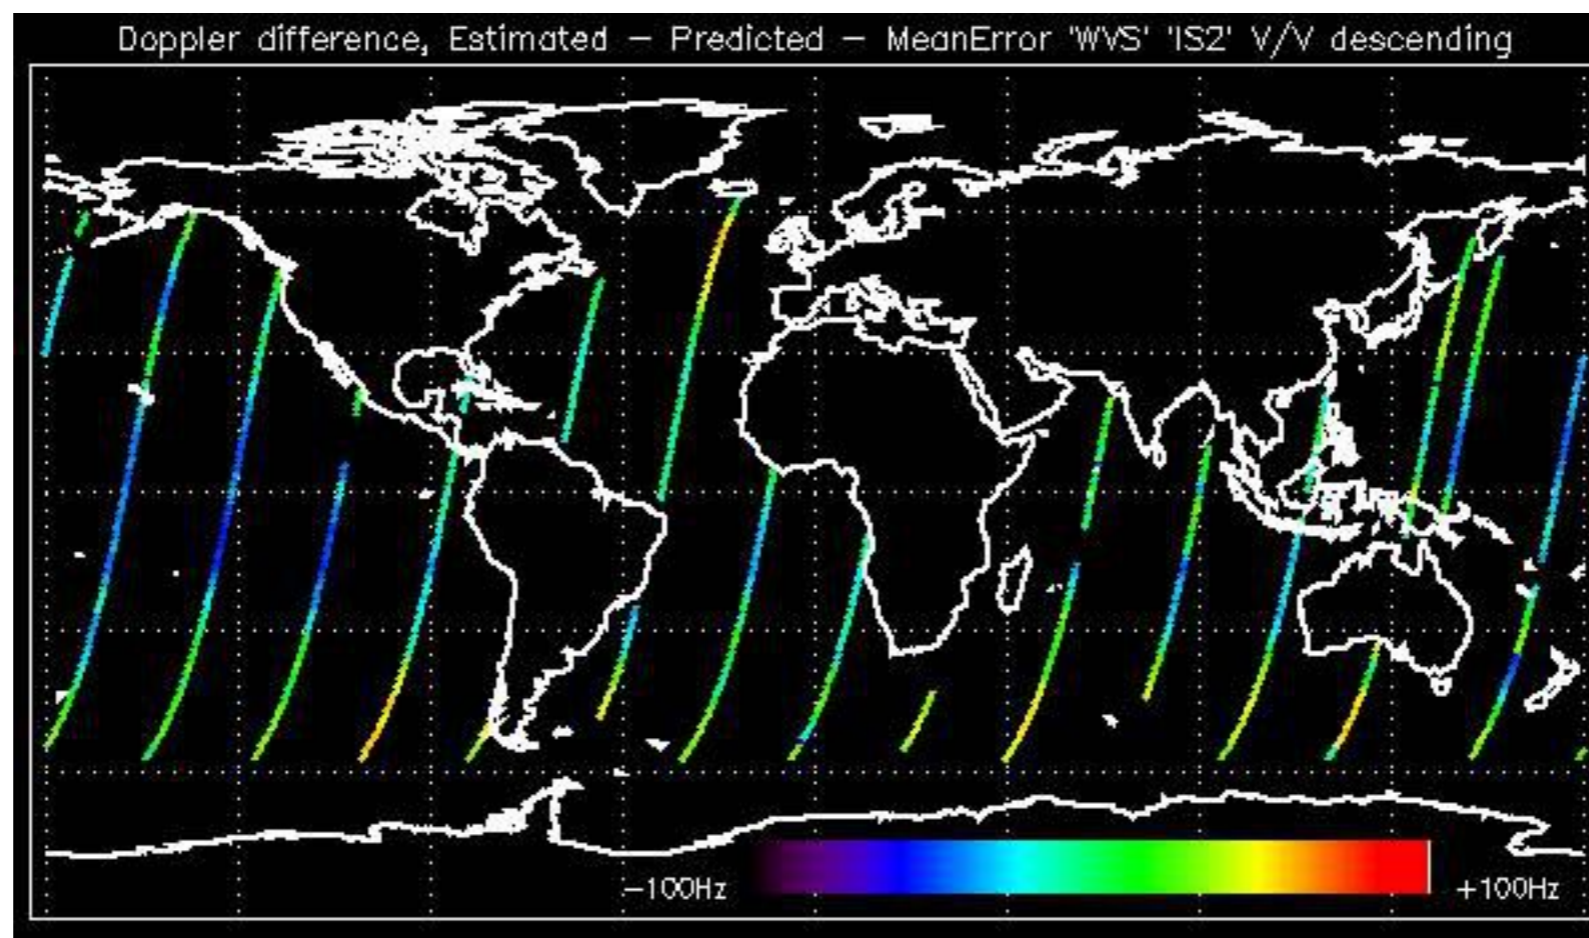 Doppler difference, Estimated – Predicted – MeanError 'WVS' 'IS2' V/V descending
–100Hz +100Hz